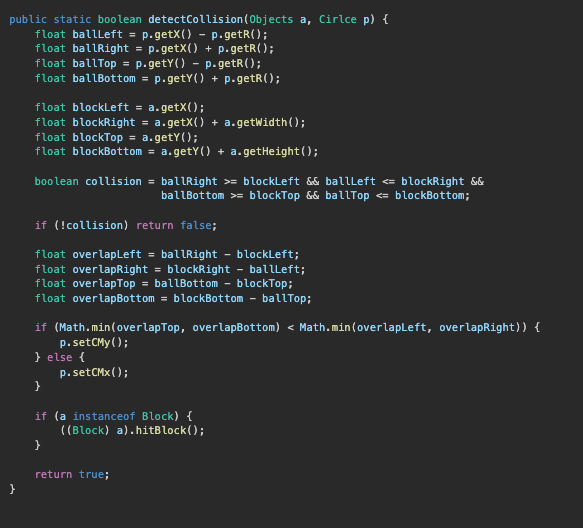 public static boolean detectCollision(Objects a, Cirlce p) {
    float ballLeft = p.getX() - p.getR();
    float ballRight = p.getX() + p.getR();
    float ballTop = p.getY() - p.getR();
    float ballBottom = p.getY() + p.getR();

    float blockLeft = a.getX();
    float blockRight = a.getX() + a.getWidth();
    float blockTop = a.getY();
    float blockBottom = a.getY() + a.getHeight();

    boolean collision = ballRight >= blockLeft && ballLeft <= blockRight &&
                        ballBottom >= blockTop && ballTop <= blockBottom;

    if (!collision) return false;

    float overlapLeft = ballRight - blockLeft;
    float overlapRight = blockRight - ballLeft;
    float overlapTop = ballBottom - blockTop;
    float overlapBottom = blockBottom - ballTop;

    if (Math.min(overlapTop, overlapBottom) < Math.min(overlapLeft, overlapRight)) {
        p.setCMy();
    } else {
        p.setCMx();
    }

    if (a instanceof Block) {
        ((Block) a).hitBlock();
    }

    return true;
}